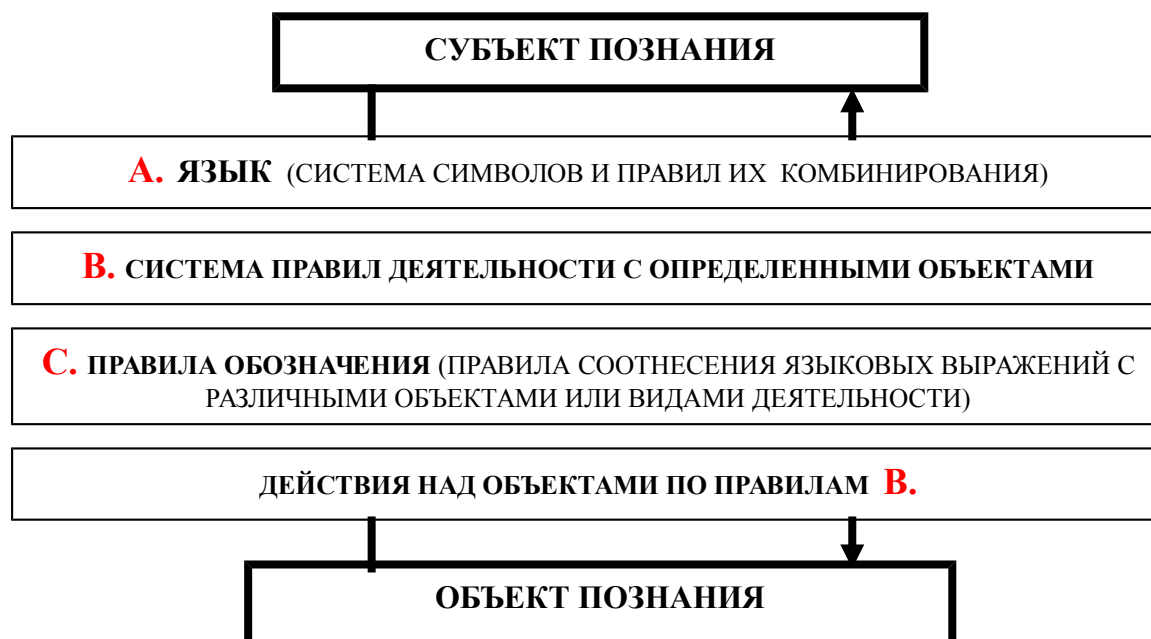 СУБЪЕКТ ПОЗНАНИЯ
A. ЯЗЫК (СИСТЕМА СИМВОЛОВ И ПРАВИЛ ИХ КОМБИНИРОВАНИЯ)
B. СИСТЕМА ПРАВИЛ ДЕЯТЕЛЬНОСТИ С ОПРЕДЕЛЕННЫМИ ОБЪЕКТАМИ
C. ПРАВИЛА ОБОЗНАЧЕНИЯ (ПРАВИЛА СООТНЕСЕНИЯ ЯЗЫКОВЫХ ВЫРАЖЕНИЙ С
РАЗЛИЧНЫМИ ОБЪЕКТАМИ ИЛИ ВИДАМИ ДЕЯТЕЛЬНОСТИ)
ДЕЙСТВИЯ НАД ОБЪЕКТАМИ ПО ПРАВИЛАМ B.
ОБЪЕКТ ПОЗНАНИЯ